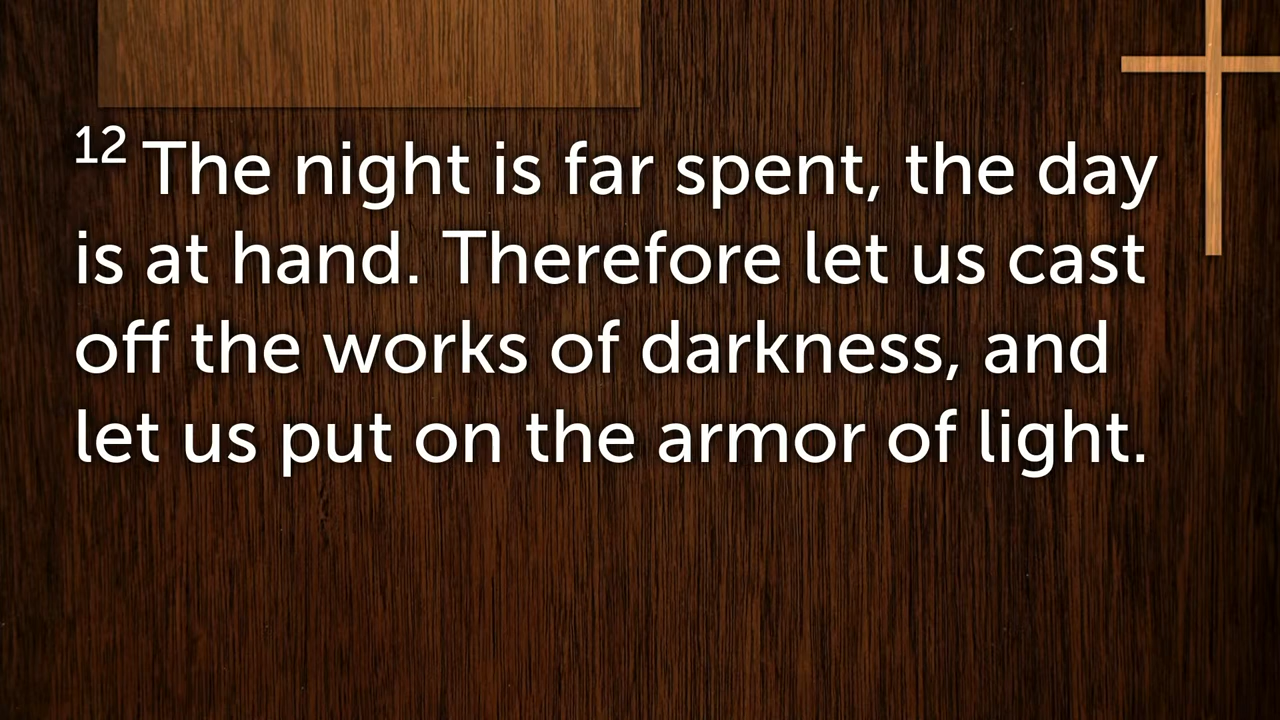 12 The night is far spent, the day
is at hand. Therefore let us cast
off the works of darkness, and
let us put on the armor of light.